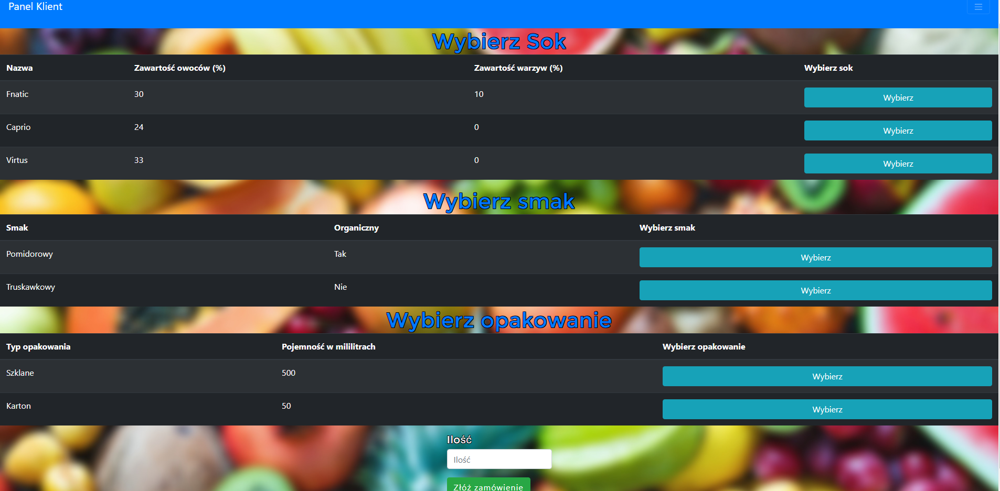 Panel Klient
Wybierz Sok
Nazwa Zawartość owoców (%) Zawartość warzyw (%) Wybierz sok
Fnatic 30 10 Wybierz
Caprio 24 0 Wybierz
Virtus 33 0 Wybierz
Wybierz smak
Smak Organiczny Wybierz smak
Pomidorowy Tak Wybierz
Truskawkowy Nie Wybierz
Wybierz opakowanie
Typ opakowania Pojemność w mililitrach Wybierz opakowanie
Szklane 500 Wybierz
Karton 50 Wybierz
Ilość
Ilość
Złóż zamówienie